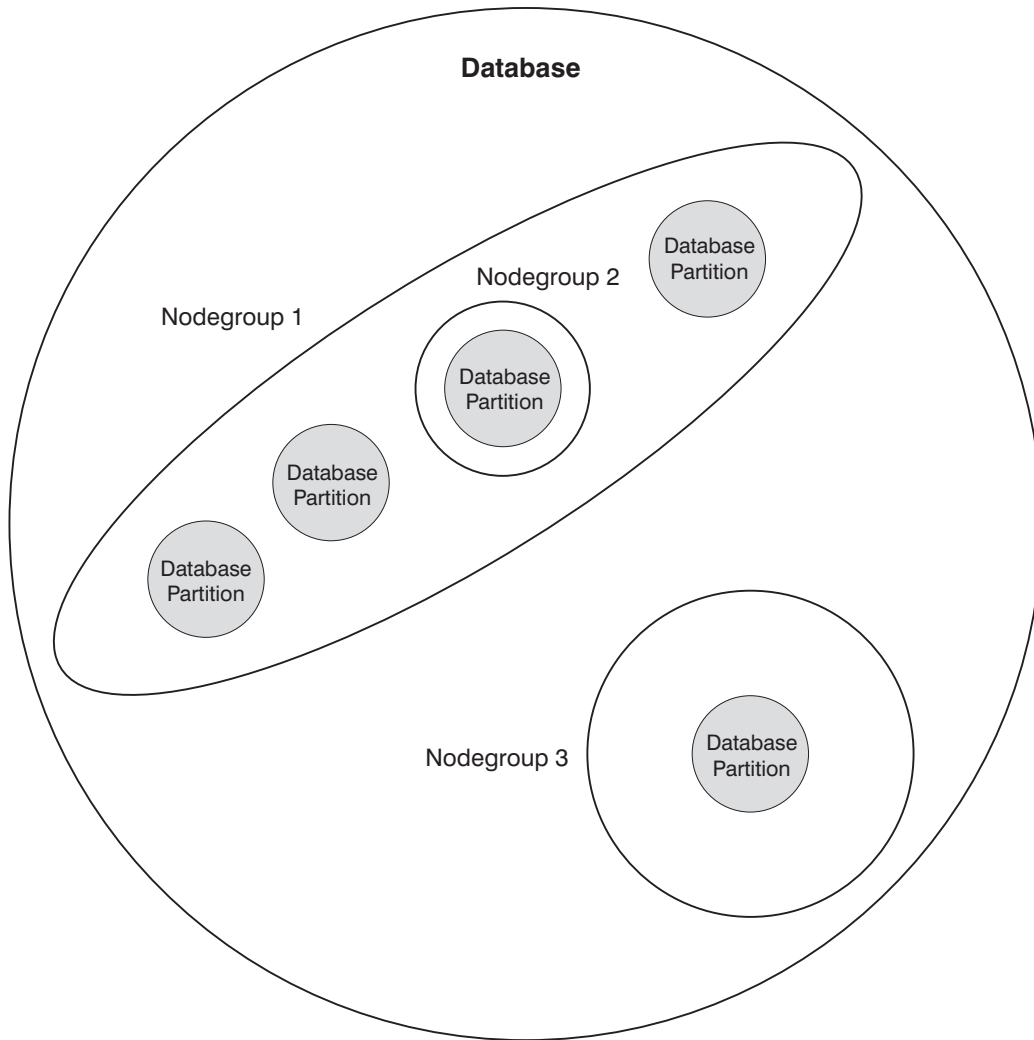 Database
Database
Partition
Nodegroup 2
Nodegroup 1
Database
Partition
Database
Partition
Database
Partition
Nodegroup 3
Database
Partition